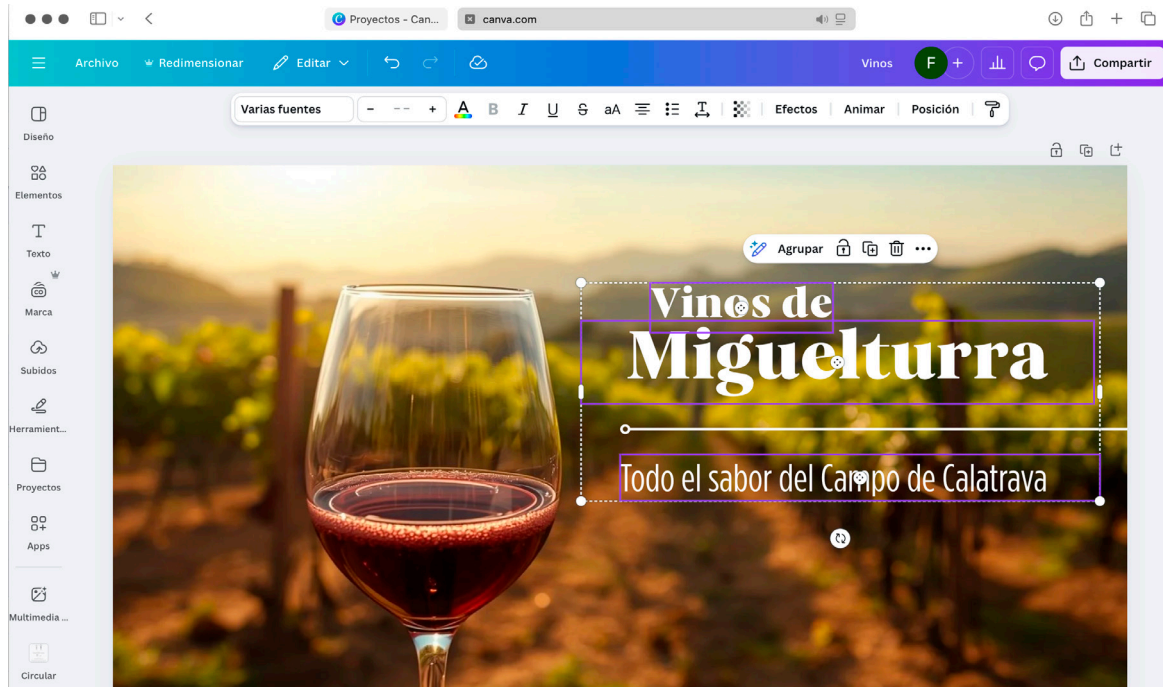 Proyectos - Can...
canva.com
Archivo
Redimensionar
Editar
Vinos
F
+
Compartir
Varias fuentes
- -- +
A B I U S aA
Efectos
Animar
Posición
Diseño
Elementos
T
Texto
Marca
Subidos
Herramient...
Proyectos
Apps
Multimedia ...
Circular
Agrupar
Vinos de
Miguelturra
Todo el sabor del Campo de Calatrava